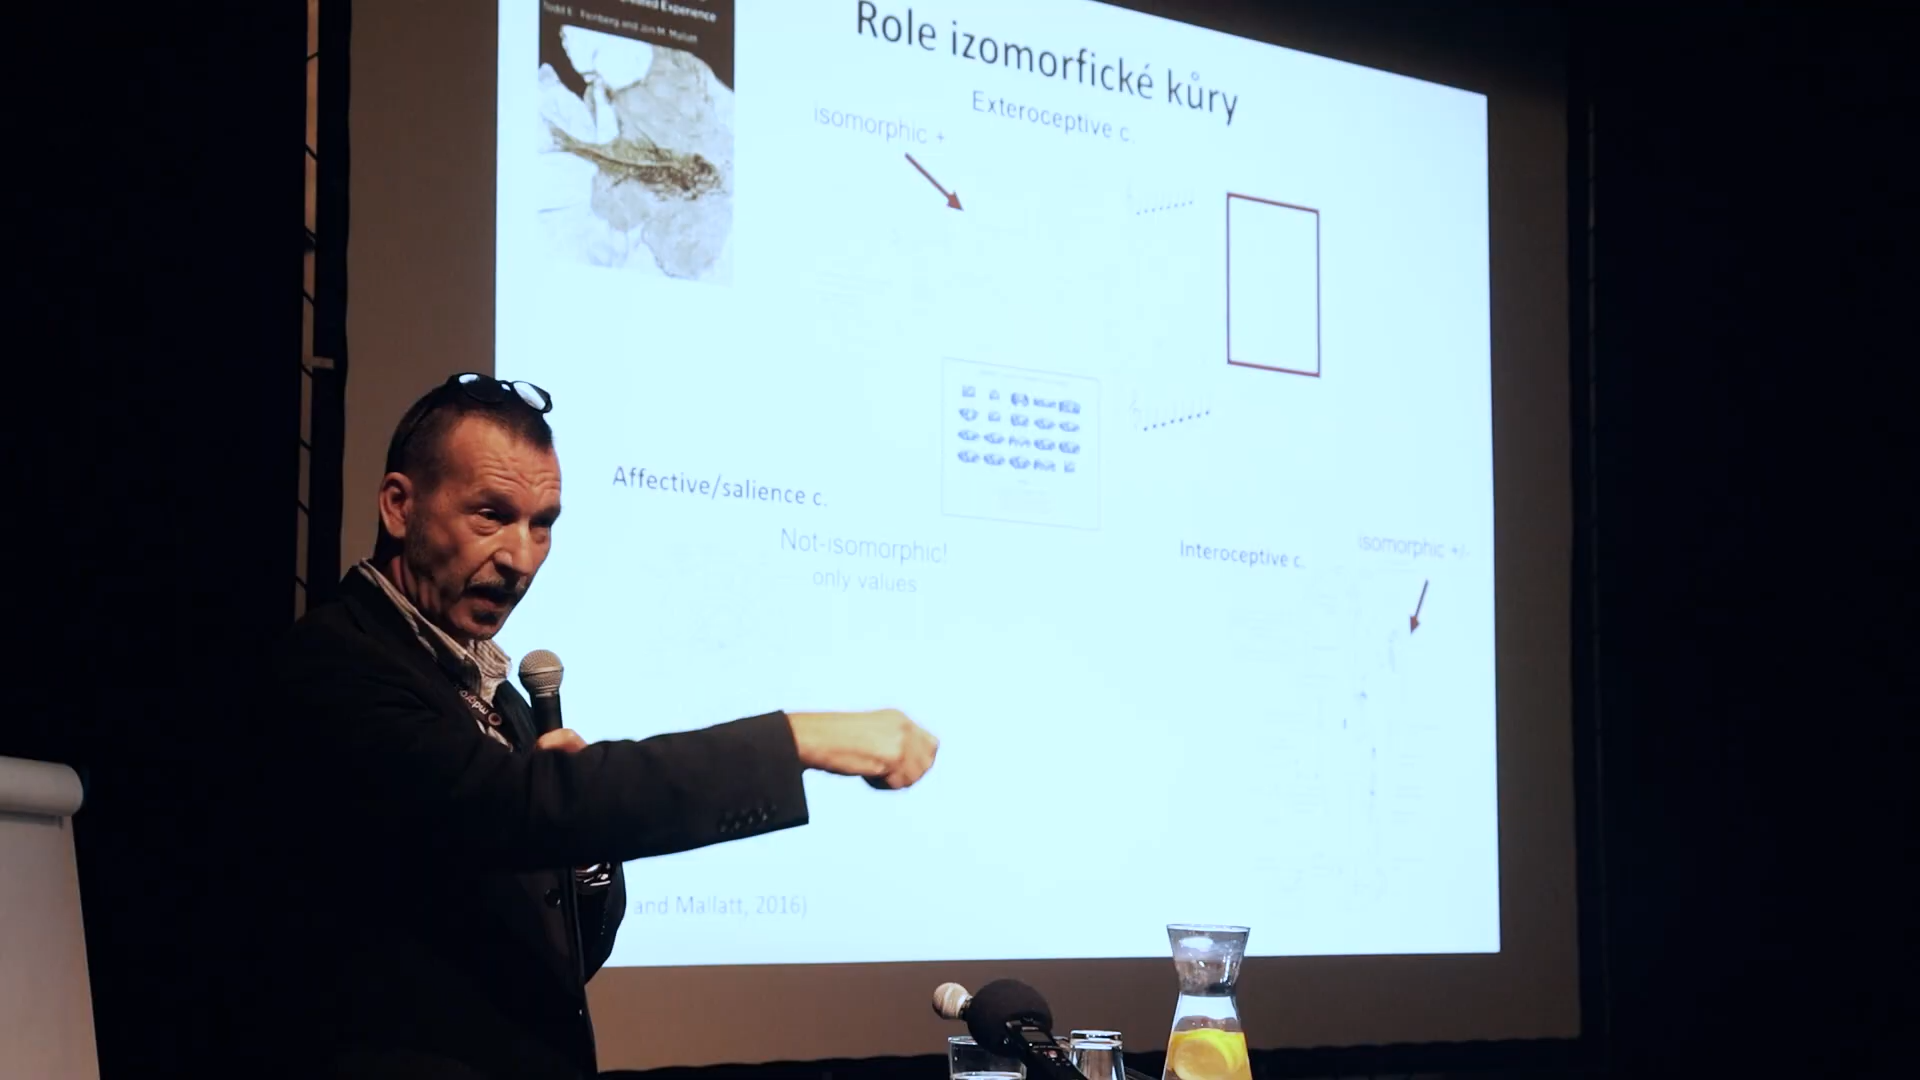 Todd E. Feinberg and Jon M. Mallatt
Role izomorfické kůry
Exteroceptive c.
isomorphic +
Affective/salience c.
Not-isomorphic!
only values
Interoceptive c.
isomorphic +/-
and Mallatt, 2016)